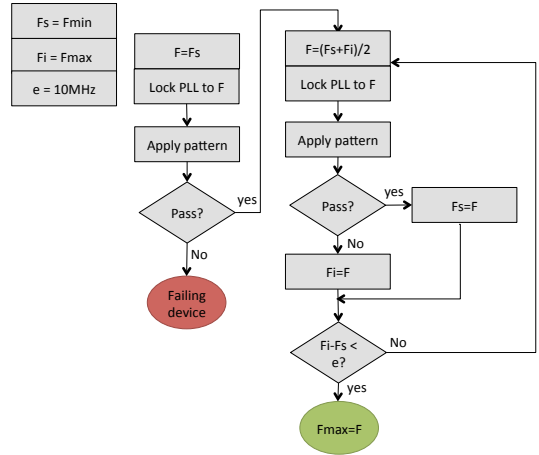 Fs = Fmin
Fi = Fmax
e = 10MHz
F=Fs
Lock PLL to F
Apply pattern
Pass?
yes
No
Failing
device
F=(Fs+Fi)/2
Lock PLL to F
Apply pattern
Pass?
yes
Fs=F
No
Fi=F
Fi-Fs <
e?
No
yes
Fmax=F